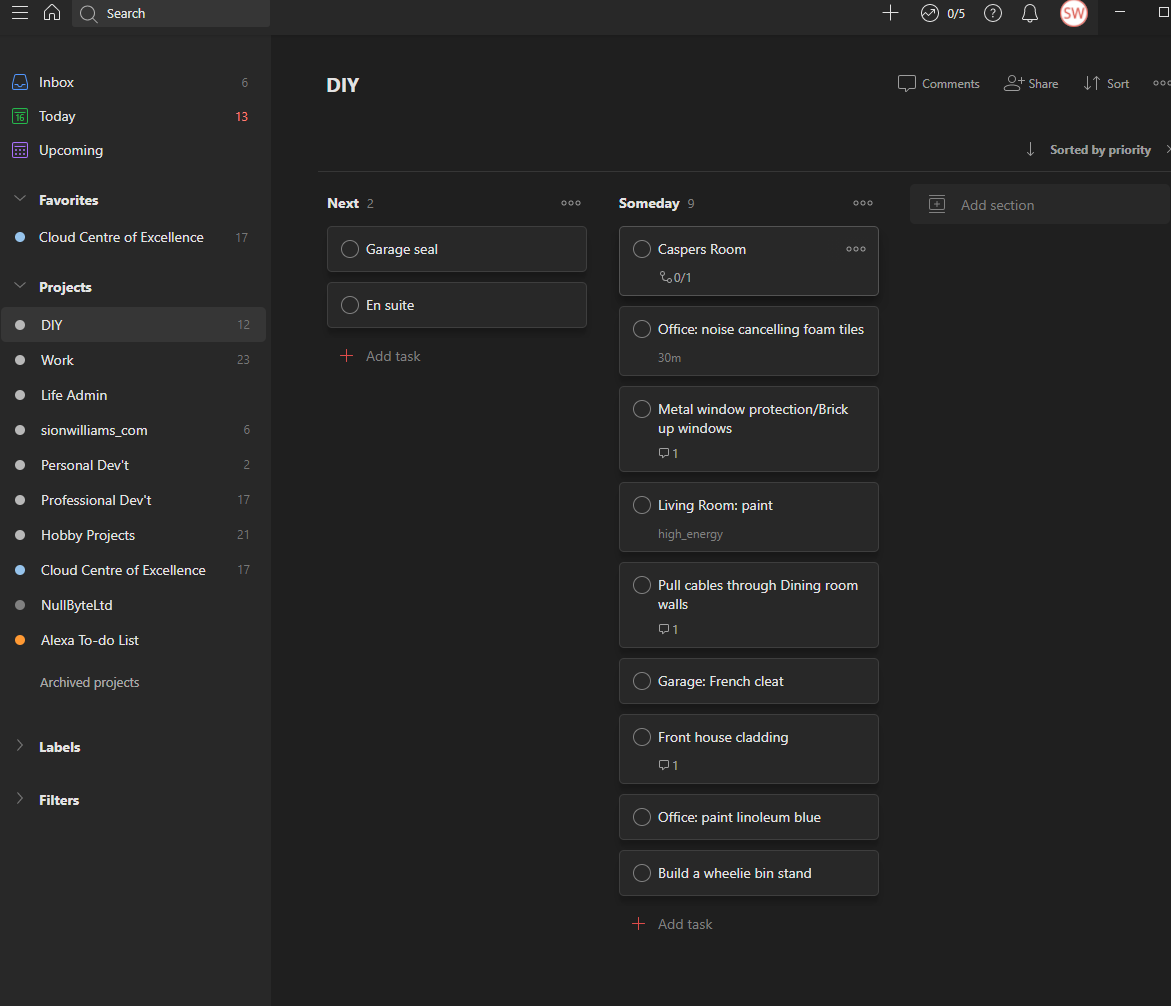 Search
0/5
SW
Inbox 6
16
Today 13
Upcoming
Favorites
Cloud Centre of Excellence 17
Projects
DIY 12
Work 23
Life Admin
sionwilliams_com 6
Personal Dev't 2
Professional Dev't 17
Hobby Projects 21
Cloud Centre of Excellence 17
NullByteLtd
Alexa To-do List
Archived projects
Labels
Filters
DIY
Comments Share Sort
Sorted by priority
Next 2
Garage seal
En suite
Add task
Someday 9
Caspers Room
0/1
Office: noise cancelling foam tiles
30m
Metal window protection/Brick
up windows
1
Living Room: paint
high_energy
Pull cables through Dining room
walls
1
Garage: French cleat
Front house cladding
1
Office: paint linoleum blue
Build a wheelie bin stand
Add task
Add section